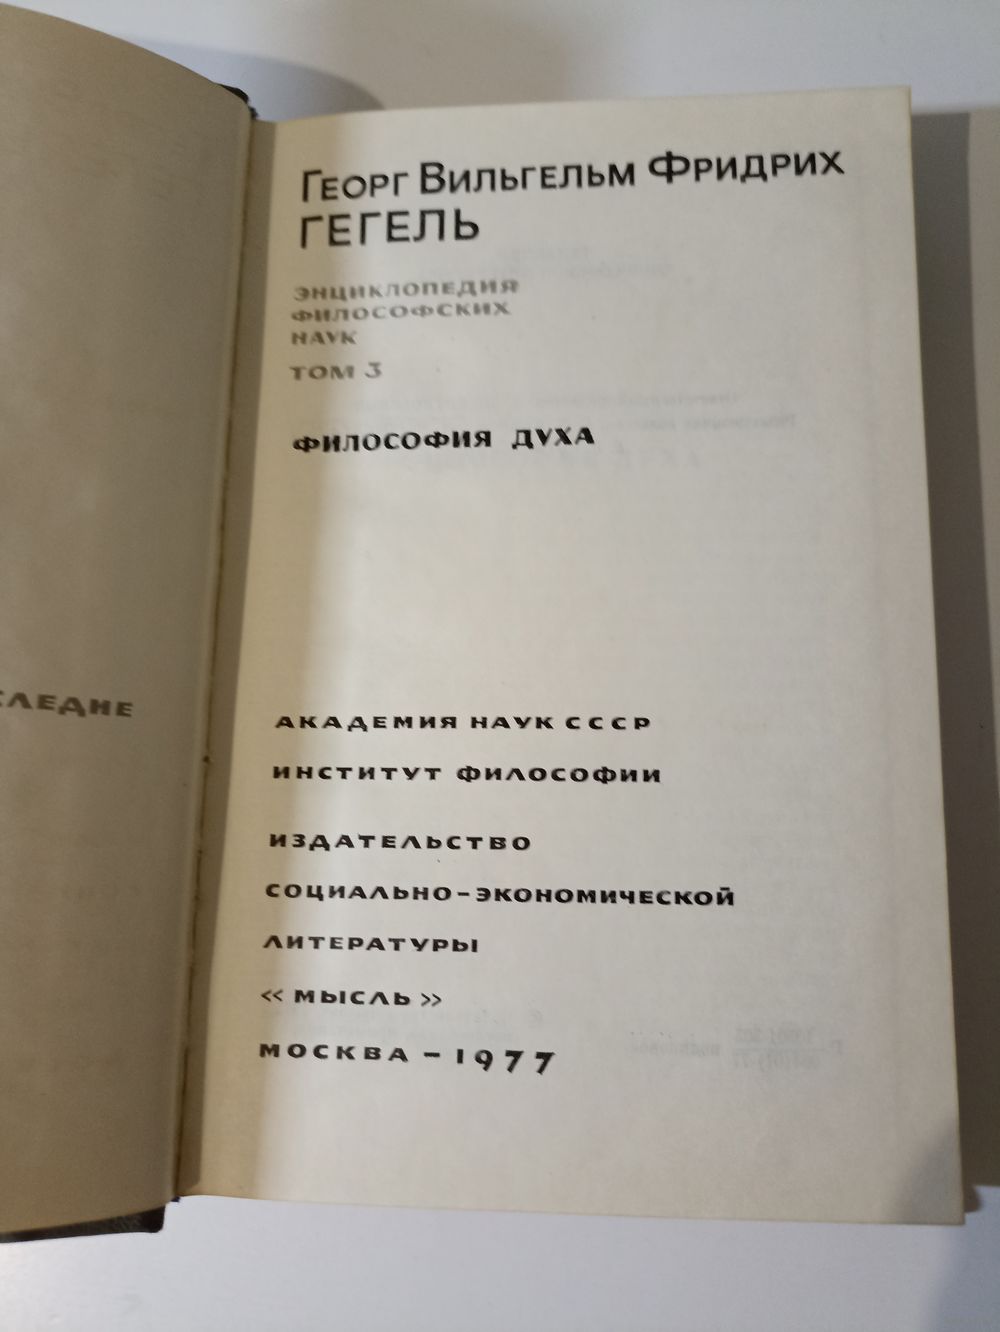 Георг Вильгельм Фридрих
ГЕГЕЛЬ
ЭНЦИКЛОПЕДИЯ
ФИЛОСОФСКИХ
НАУК
ТОМ 3
ФИЛОСОФИЯ ДУХА
СЛЕДИЕ
АКАДЕМИЯ НАУК СССР
ИНСТИТУТ ФИЛОСОФИИ
ИЗДАТЕЛЬСТВО
СОЦИАЛЬНО-ЭКОНОМИЧЕСКОЙ
ЛИТЕРАТУРЫ
«МЫСЛЬ»
МОСКВА - 1977